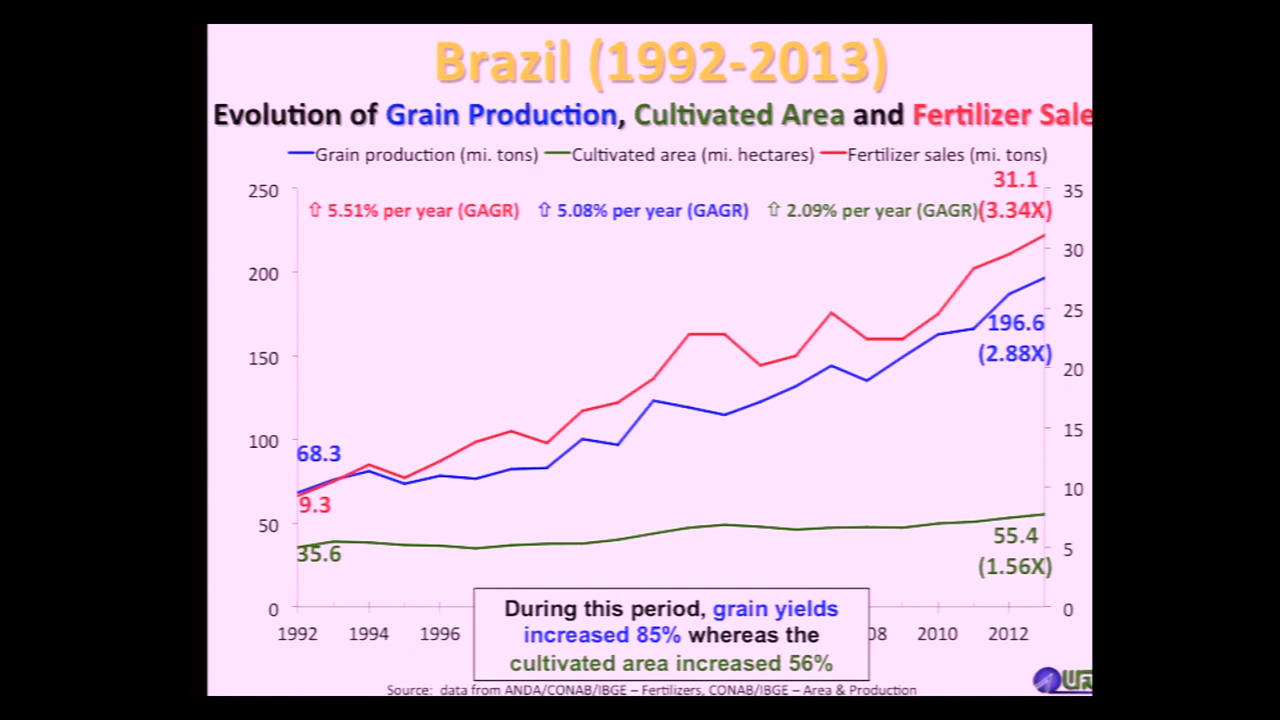 Brazil (1992-2013)
Evolution of Grain Production, Cultivated Area and Fertilizer Sale
Grain production (mi. tons) Cultivated area (mi. hectares) Fertilizer sales (mi. tons)
31.1
250 35
⇧ 5.51% per year (GAGR) ⇧ 5.08% per year (GAGR) ⇧ 2.09% per year (GAGR) (3.34X)
30
200
25
196.6
150 (2.88X)
20
100 15
68.3
10
9.3
50
55.4
35.6 5
(1.56X)
0 0
During this period, grain yields
increased 85% whereas the
cultivated area increased 56%
1992 1994 1996 08 2010 2012
Source: data from ANDA/CONAB/IBGE – Fertilizers, CONAB/IBGE – Area & Production